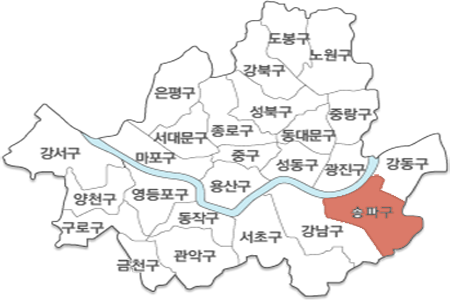 도봉구
노원구
강북구
은평구
성북구
중랑구
서대문구
종로구
동대문구
강서구
마포구
중구
성동구
광진구
강동구
양천구
영등포구
용산구
송파구
구로구
동작구
서초구
강남구
금천구
관악구